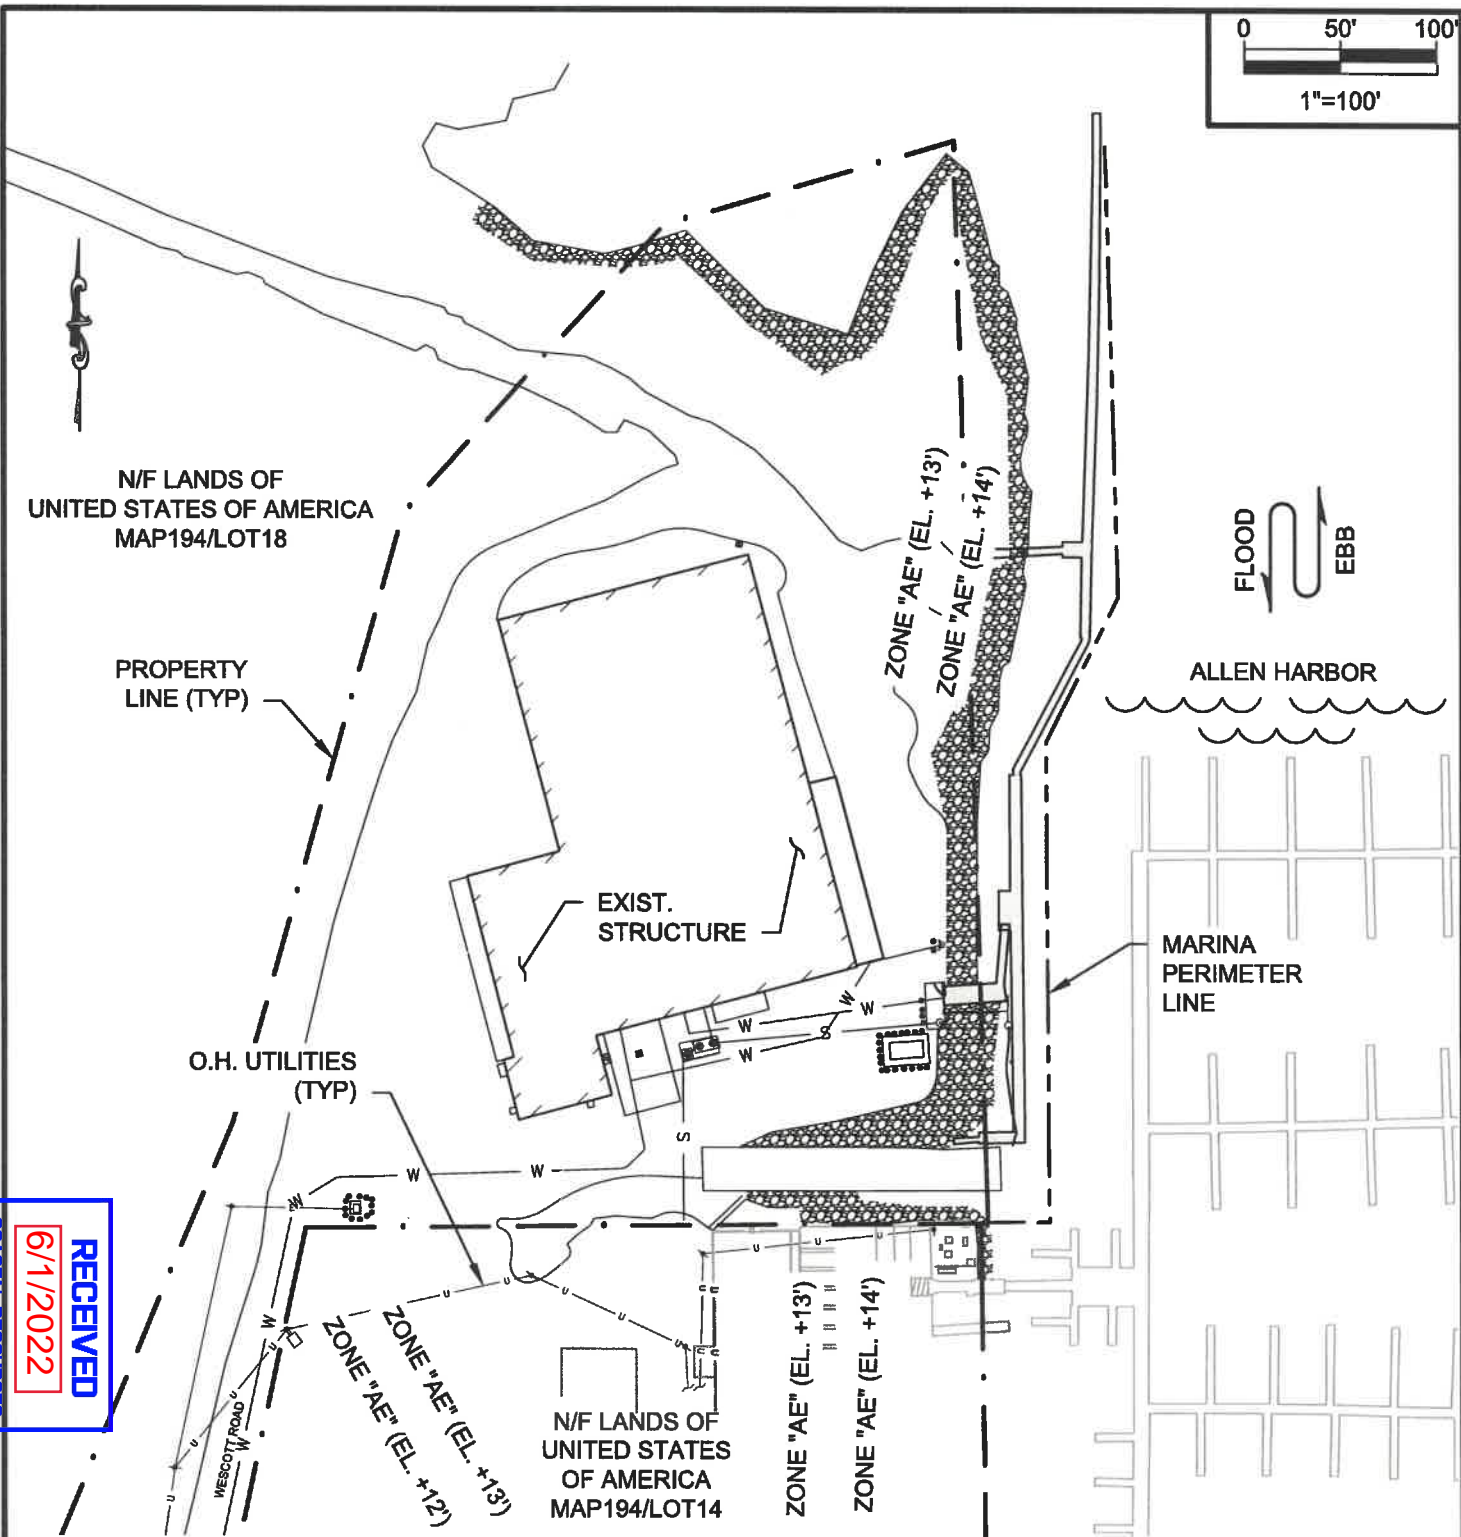 0 50' 100'
1"=100'
N/F LANDS OF
UNITED STATES OF AMERICA
MAP194/LOT18
ZONE "AE" (EL. +13')
ZONE "AE" (EL. +14')
FLOOD
EBB
ALLEN HARBOR
PROPERTY
LINE (TYP)
EXIST.
STRUCTURE
MARINA
PERIMETER
LINE
W
W
W
W
S
O.H. UTILITIES
(TYP)
S
W
W
W
W
W
U
U
U
U
U
U
U
U
U
U
U
U
U
U
RECEIVED
6/1/2022
WESCOTT ROAD
ZONE "AE" (EL. +13')
ZONE "AE" (EL. +12')
N/F LANDS OF
UNITED STATES
OF AMERICA
MAP194/LOT14
ZONE "AE" (EL. +13')
ZONE "AE" (EL. +14')